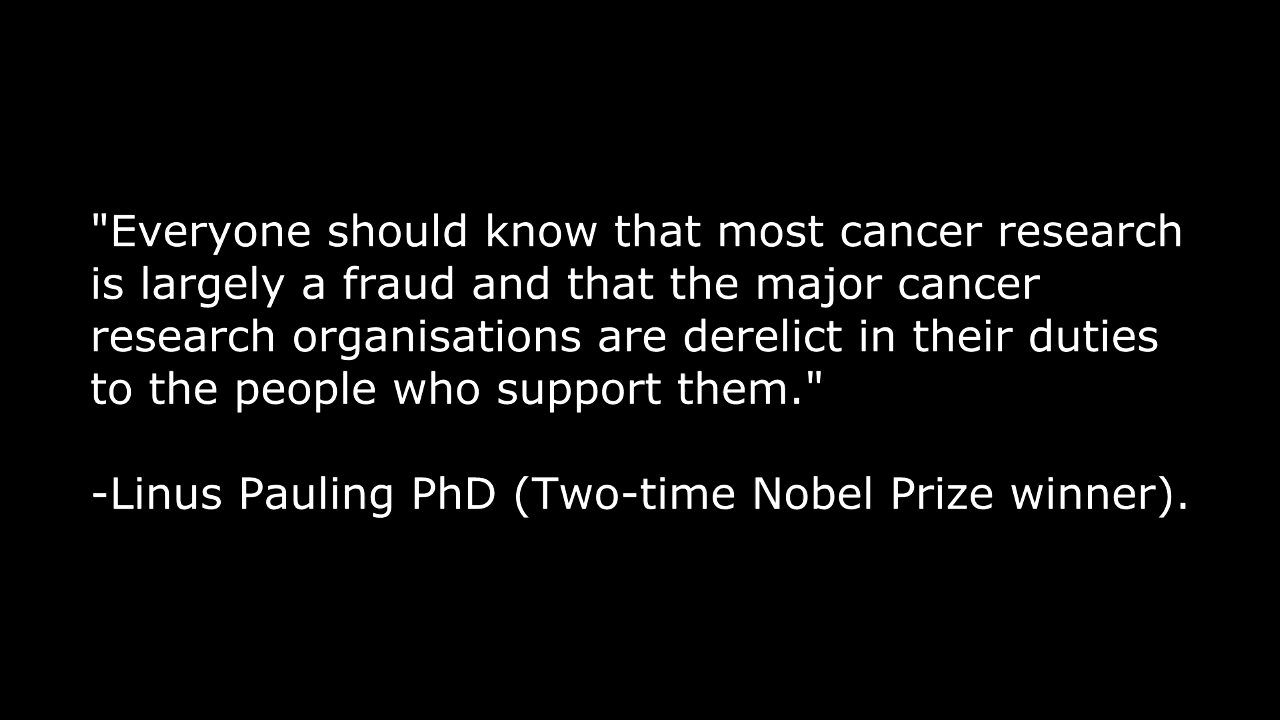 "Everyone should know that most cancer research
is largely a fraud and that the major cancer
research organisations are derelict in their duties
to the people who support them."
-Linus Pauling PhD (Two-time Nobel Prize winner).